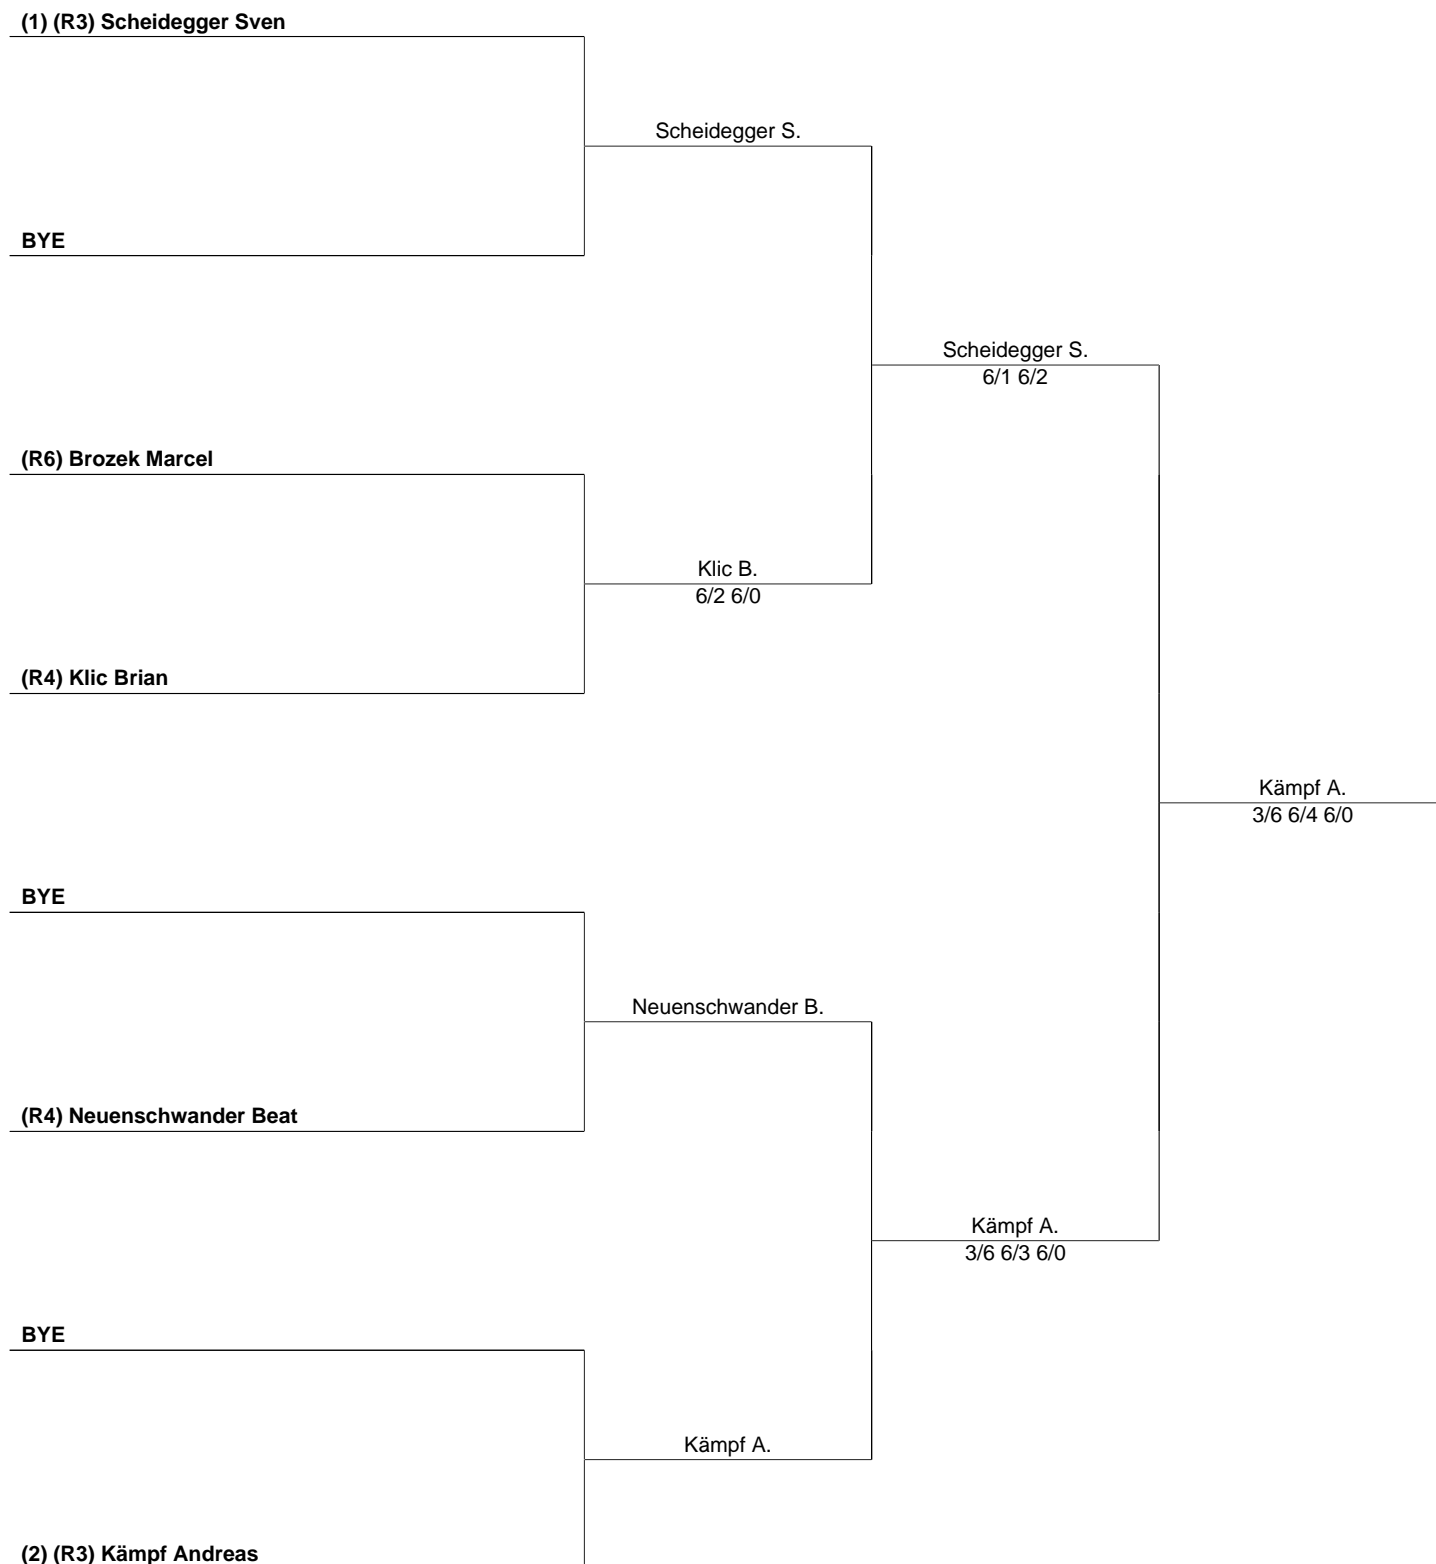 (1) (R3) Scheidegger Sven
Scheidegger S.
BYE
Scheidegger S.
6/1 6/2
(R6) Brozek Marcel
Klic B.
6/2 6/0
(R4) Klic Brian
Kämpf A.
3/6 6/4 6/0
BYE
Neuenschwander B.
(R4) Neuenschwander Beat
Kämpf A.
3/6 6/3 6/0
BYE
Kämpf A.
(2) (R3) Kämpf Andreas